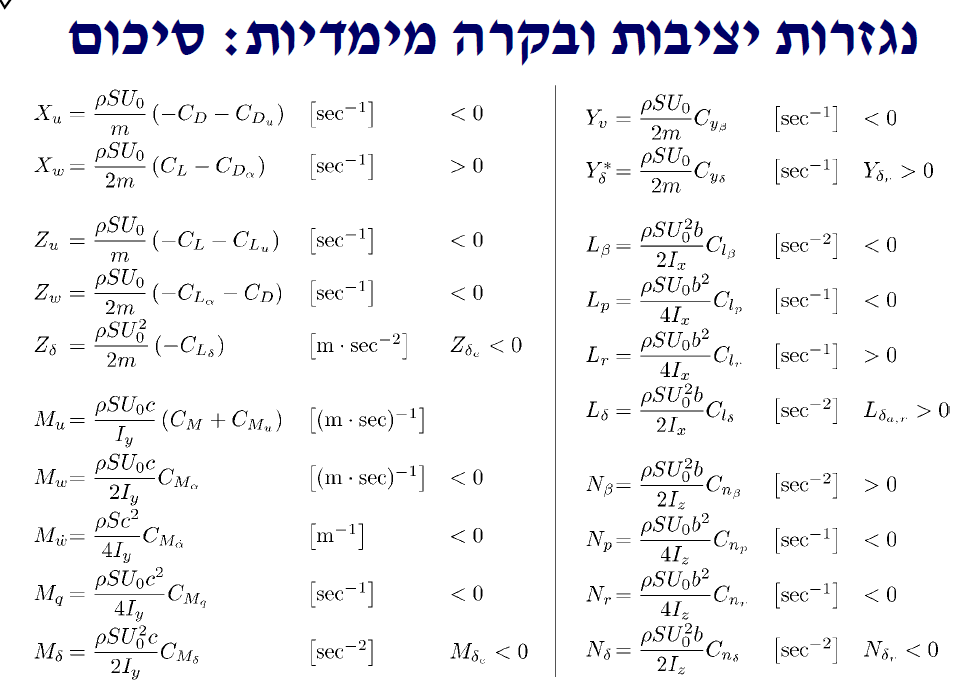 נגזרות יציבות ובקרה מימדיות: סיכום
X_u = ρSU_0/m (−C_D − C_{D_u}) [sec^{−1}] < 0
X_w = ρSU_0/2m (C_L − C_{D_α}) [sec^{−1}] > 0
Z_u = ρSU_0/m (−C_L − C_{L_u}) [sec^{−1}] < 0
Z_w = ρSU_0/2m (−C_{L_α} − C_D) [sec^{−1}] < 0
Z_δ = ρSU_0^2/2m (−C_{L_δ}) [m · sec^{−2}] Z_{δ_e} < 0
M_u = ρSU_0c/I_y (C_M + C_{M_u}) [(m · sec)^{−1}]
M_w = ρSU_0c/2I_y C_{M_α} [(m · sec)^{−1}] < 0
M_ẇ = ρSc^2/4I_y C_{M_α̇} [m^{−1}] < 0
M_q = ρSU_0c^2/4I_y C_{M_q} [sec^{−1}] < 0
M_δ = ρSU_0^2c/2I_y C_{M_δ} [sec^{−2}] M_{δ_e} < 0
Y_v = ρSU_0/2m C_{y_β} [sec^{−1}] < 0
Y_δ^* = ρSU_0/2m C_{y_δ} [sec^{−1}] Y_{δ_r} > 0
L_β = ρSU_0^2b/2I_x C_{l_β} [sec^{−2}] < 0
L_p = ρSU_0b^2/4I_x C_{l_p} [sec^{−1}] < 0
L_r = ρSU_0b^2/4I_x C_{l_r} [sec^{−1}] > 0
L_δ = ρSU_0^2b/2I_x C_{l_δ} [sec^{−2}] L_{δ_{a,r}} > 0
N_β = ρSU_0^2b/2I_z C_{n_β} [sec^{−2}] > 0
N_p = ρSU_0b^2/4I_z C_{n_p} [sec^{−1}] < 0
N_r = ρSU_0b^2/4I_z C_{n_r} [sec^{−1}] < 0
N_δ = ρSU_0^2b/2I_z C_{n_δ} [sec^{−2}] N_{δ_r} < 0